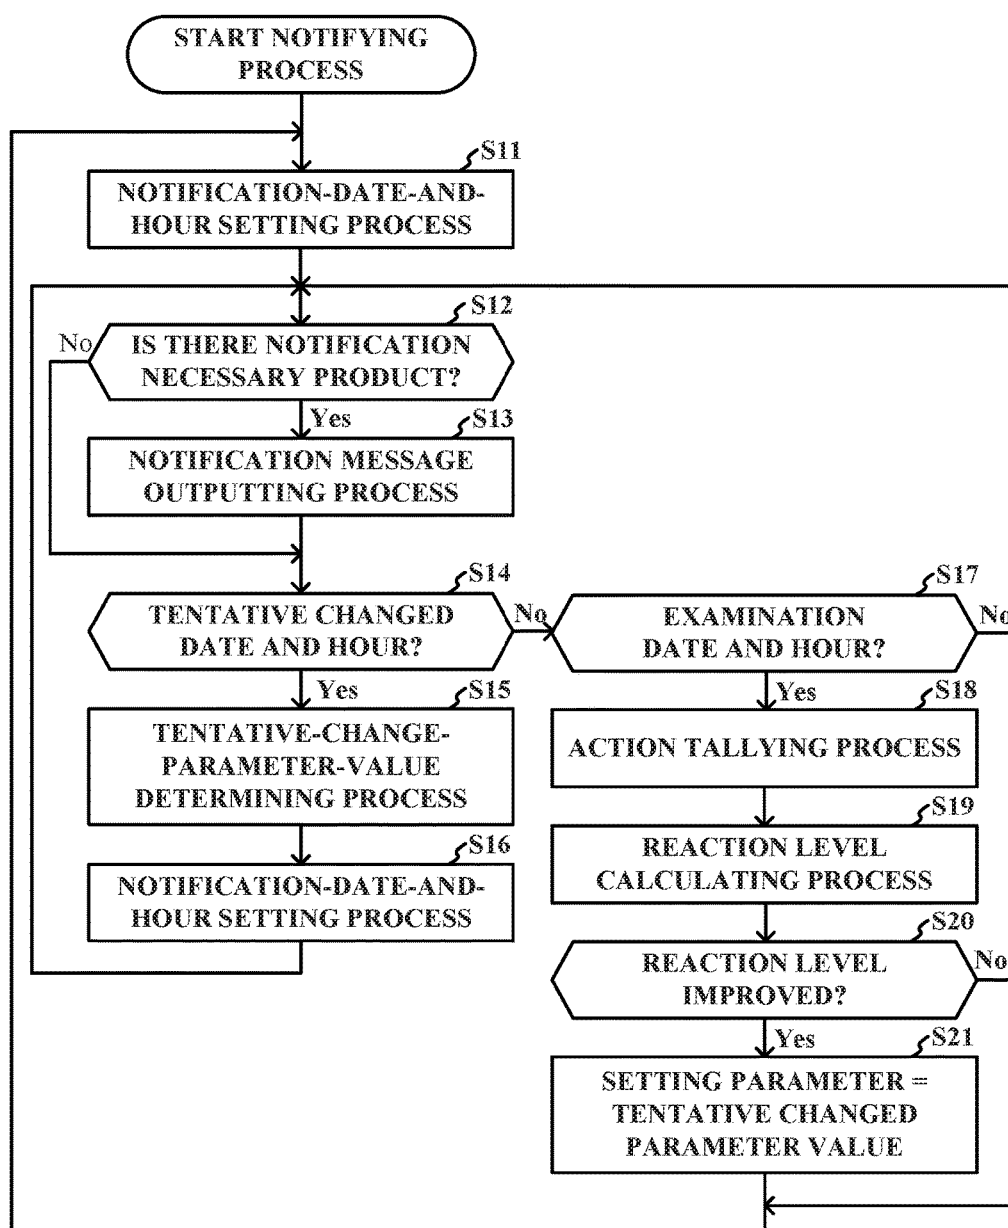 START NOTIFYING
PROCESS
S11
NOTIFICATION-DATE-AND-
HOUR SETTING PROCESS
S12
No
IS THERE NOTIFICATION
NECESSARY PRODUCT?
Yes
S13
NOTIFICATION MESSAGE
OUTPUTTING PROCESS
S14
TENTATIVE CHANGED
DATE AND HOUR?
No
Yes
S15
TENTATIVE-CHANGE-
PARAMETER-VALUE
DETERMINING PROCESS
S16
NOTIFICATION-DATE-AND-
HOUR SETTING PROCESS
S17
EXAMINATION
DATE AND HOUR?
No
Yes
S18
ACTION TALLYING PROCESS
S19
REACTION LEVEL
CALCULATING PROCESS
S20
REACTION LEVEL
IMPROVED?
No
Yes
S21
SETTING PARAMETER =
TENTATIVE CHANGED
PARAMETER VALUE